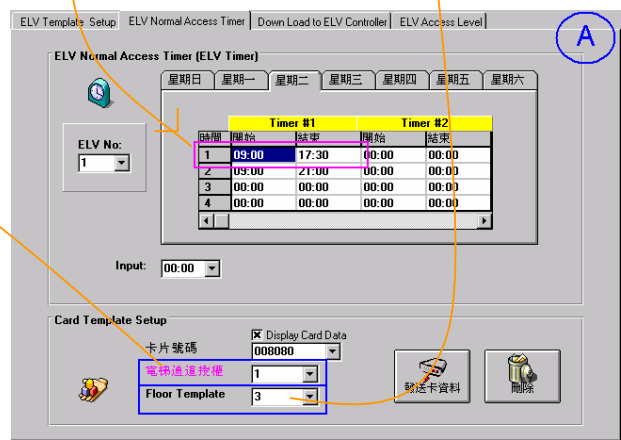 ELV Template Setup ELV Normal Access Timer Down Load to ELV Controller ELV Access Level
A
ELV Normal Access Timer (ELV Timer)
星期日 星期一 星期二 星期三 星期四 星期五 星期六
Timer #1 Timer #2
時間 開始 結束 開始 結束
ELV No:
1
1 09:00 17:30 00:00 00:00
2 09:00 21:00 00:00 00:00
3 00:00 00:00 00:00 00:00
4 00:00 00:00 00:00 00:00
Input: 00:00
Card Template Setup
Display Card Data
卡片號碼 008080
電梯通道授權 1
Floor Template 3
發送卡資料
刪除